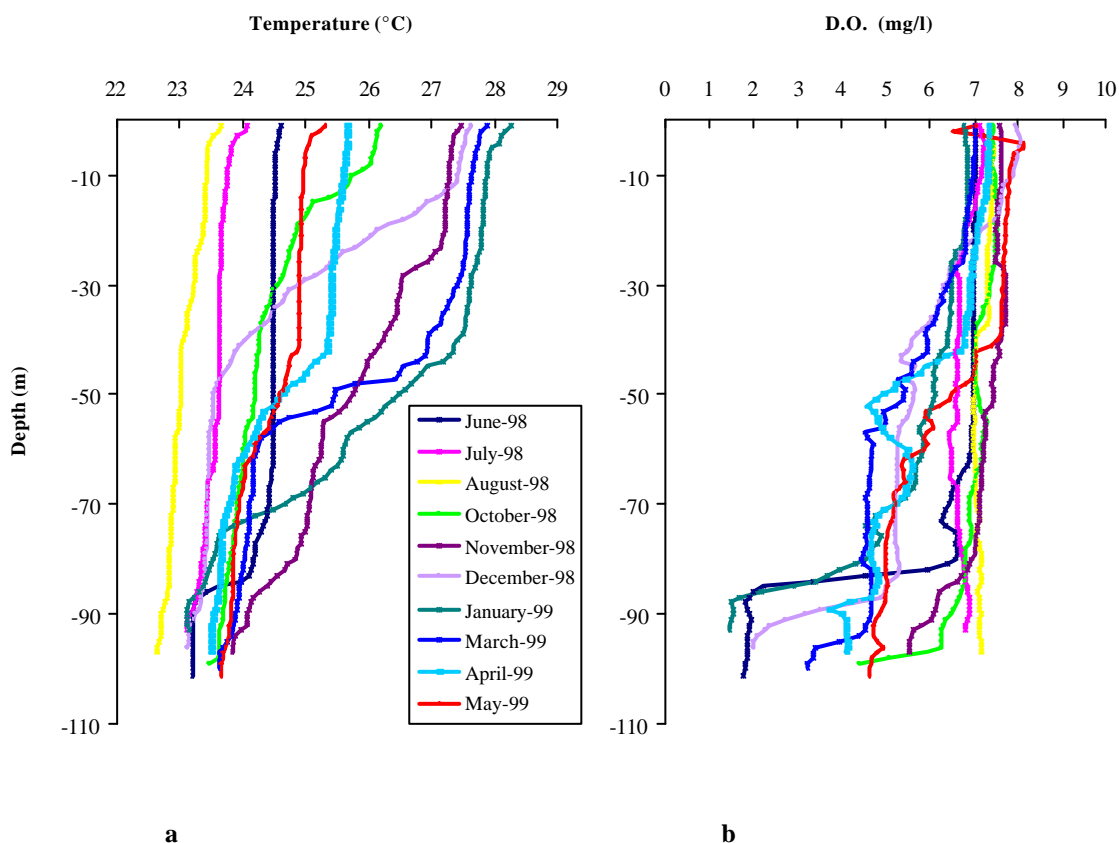 Temperature (°C)
D.O. (mg/l)
22 23 24 25 26 27 28 29
0 1 2 3 4 5 6 7 8 9 10
-10
-30
-50
-70
-90
-110
Depth (m)
June-98
July-98
August-98
October-98
November-98
December-98
January-99
March-99
April-99
May-99
-10
-30
-50
-70
-90
-110
a
b